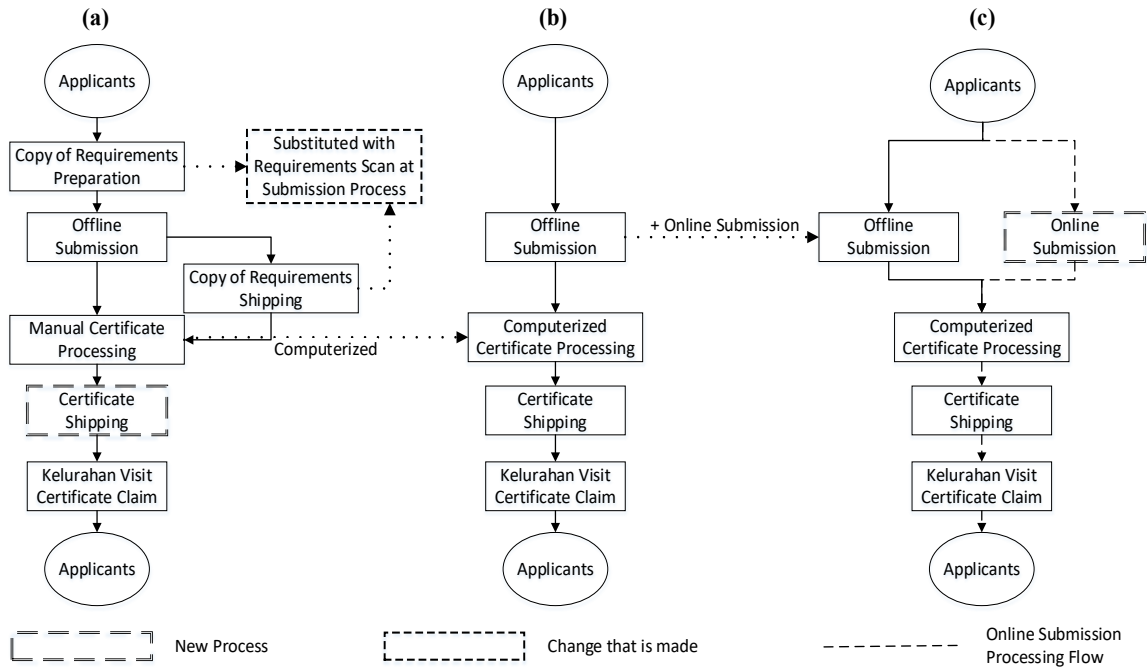 (a)
Applicants
Copy of Requirements
Preparation
Substituted with
Requirements Scan at
Submission Process
Offline
Submission
Copy of Requirements
Shipping
Manual Certificate
Processing
Computerized
Certificate
Shipping
Kelurahan Visit
Certificate Claim
Applicants
(b)
Applicants
Offline
Submission
+ Online Submission
Computerized
Certificate Processing
Certificate
Shipping
Kelurahan Visit
Certificate Claim
Applicants
(c)
Applicants
Offline
Submission
Online
Submission
Computerized
Certificate Processing
Certificate
Shipping
Kelurahan Visit
Certificate Claim
Applicants
New Process
Change that is made
Online Submission
Processing Flow